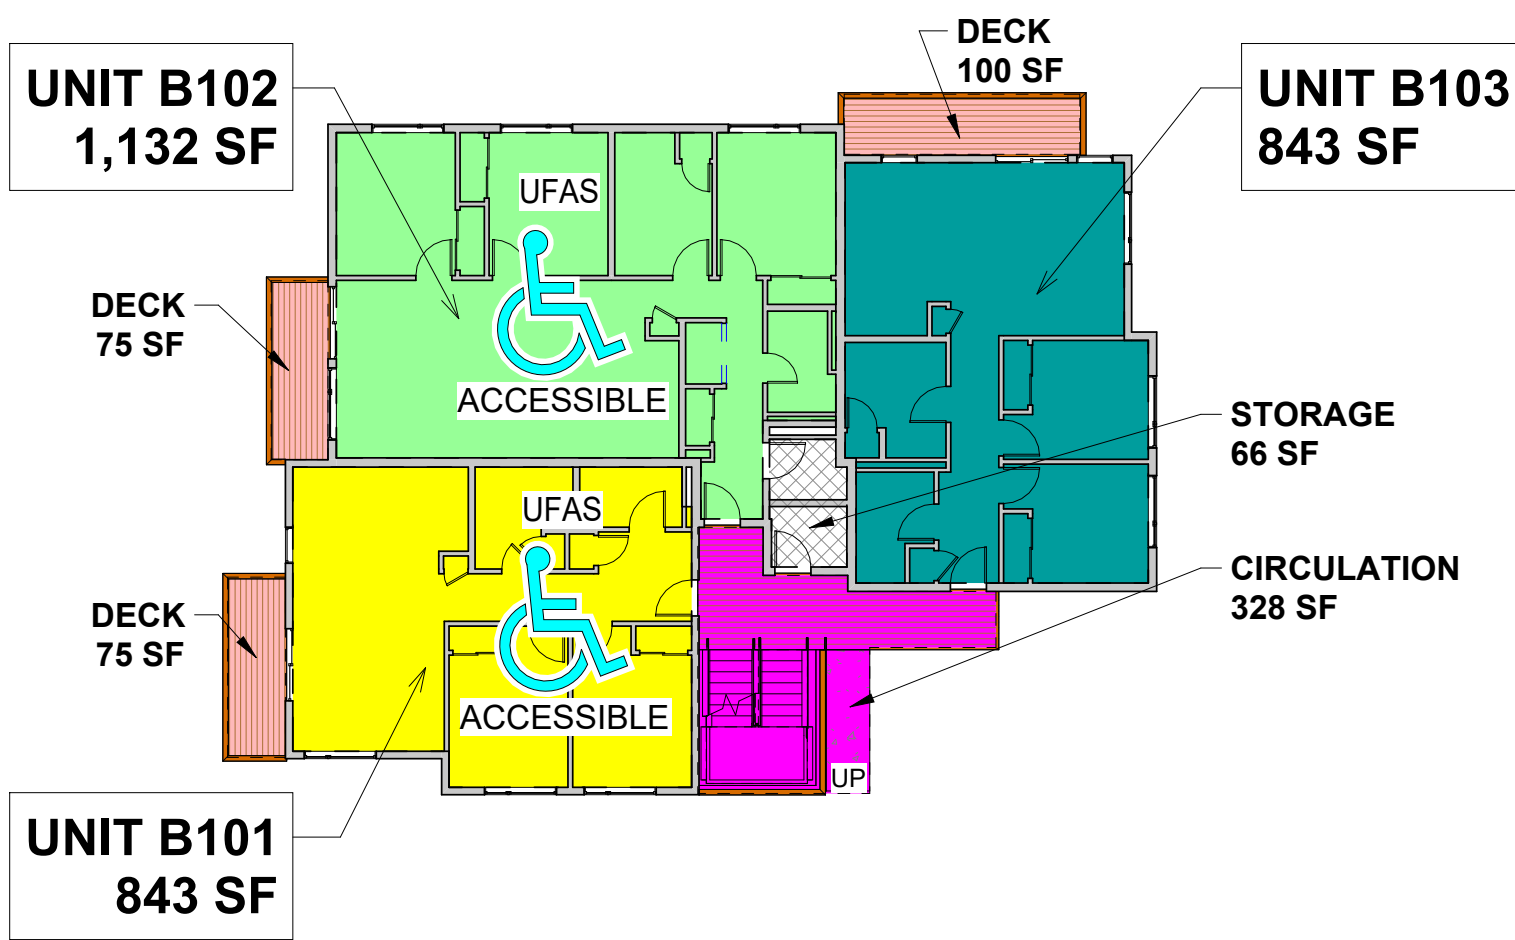 DECK
100 SF
UNIT B102
1,132 SF
UNIT B103
843 SF
UFAS
DECK
75 SF
ACCESSIBLE
STORAGE
66 SF
UFAS
CIRCULATION
328 SF
DECK
75 SF
ACCESSIBLE
UP
UNIT B101
843 SF